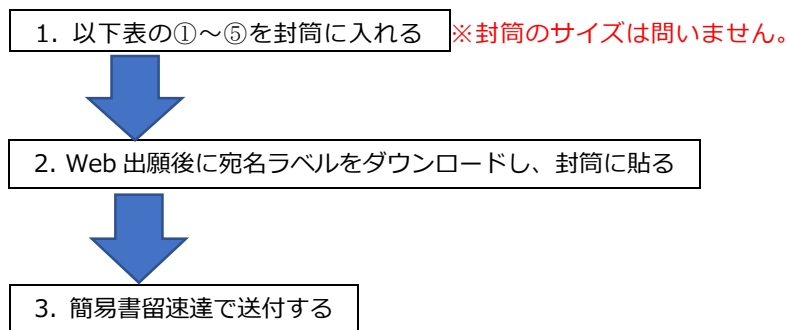 1. 以下表の①～⑤を封筒に入れる ※封筒のサイズは問いません。
2. Web 出願後に宛名ラベルをダウンロードし、封筒に貼る
3. 簡易書留速達で送付する